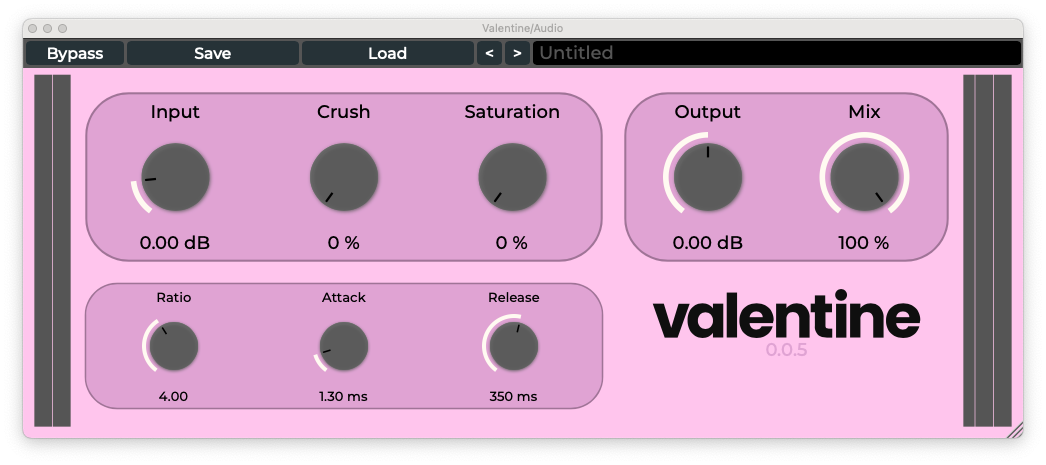 Valentine/Audio
Bypass Save Load < > Untitled
Input Crush Saturation Output Mix
0.00 dB 0 % 0 % 0.00 dB 100 %
Ratio Attack Release
4.00 1.30 ms 350 ms
valentine
0.0.5